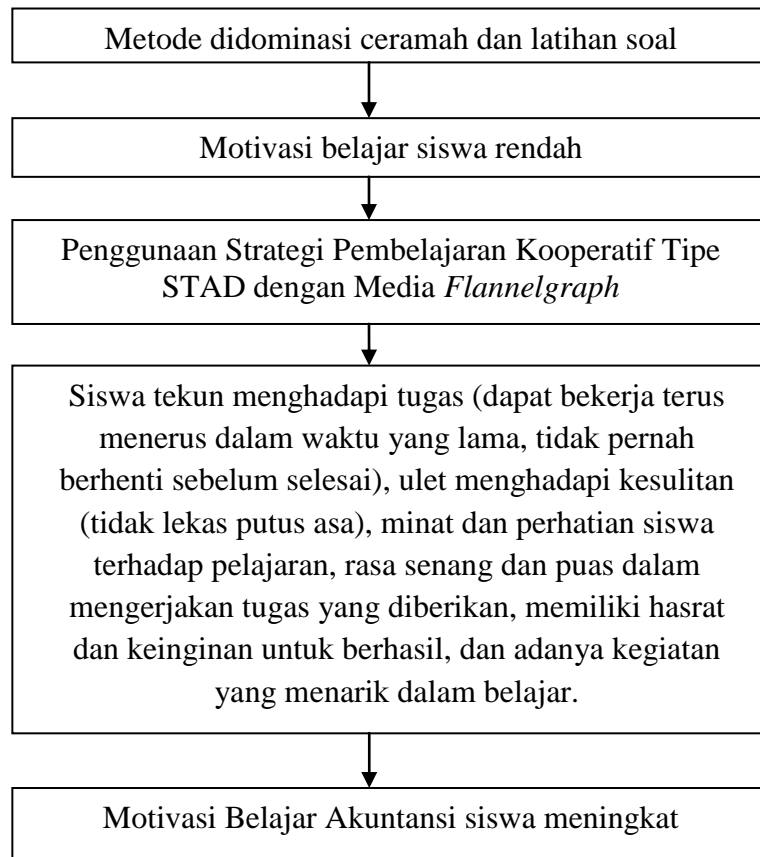 Metode didominasi ceramah dan latihan soal
Motivasi belajar siswa rendah
Penggunaan Strategi Pembelajaran Kooperatif Tipe
STAD dengan Media Flannelgraph
Siswa tekun menghadapi tugas (dapat bekerja terus
menerus dalam waktu yang lama, tidak pernah
berhenti sebelum selesai), ulet menghadapi kesulitan
(tidak lekas putus asa), minat dan perhatian siswa
terhadap pelajaran, rasa senang dan puas dalam
mengerjakan tugas yang diberikan, memiliki hasrat
dan keinginan untuk berhasil, dan adanya kegiatan
yang menarik dalam belajar.
Motivasi Belajar Akuntansi siswa meningkat